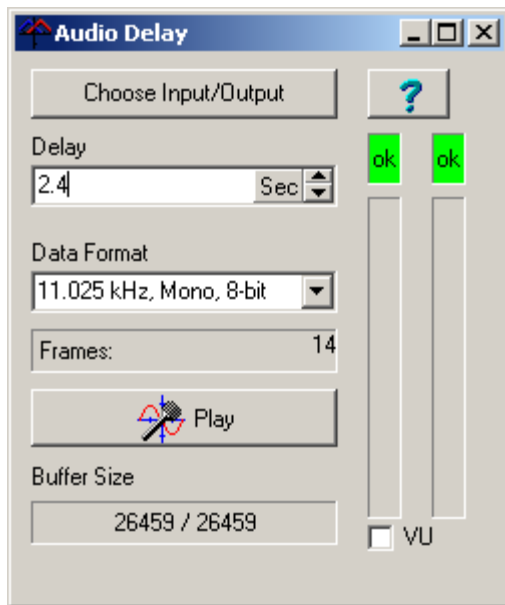 Audio Delay
Choose Input/Output
?
Delay
ok ok
2.4 Sec
Data Format
11.025 kHz, Mono, 8-bit
Frames: 14
Play
Buffer Size
26459 / 26459
VU